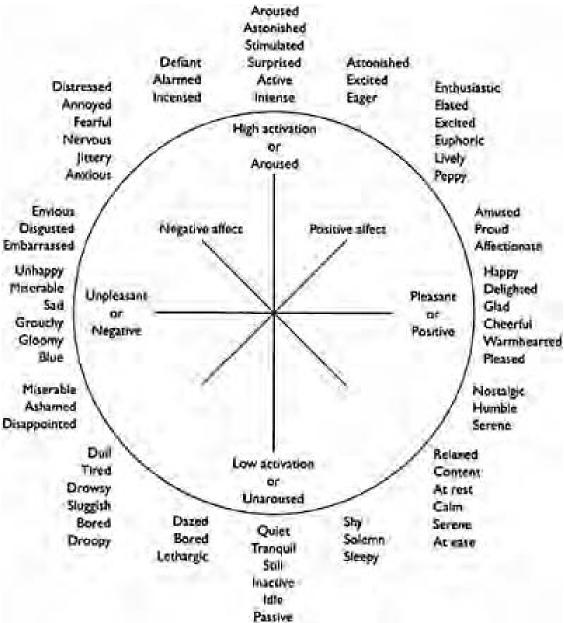 Aroused
Astonished
Stimulated
Surprised
Active
Intense
Defiant
Alarmed
Incensed
Astonished
Excited
Eager
Distressed
Annoyed
Fearful
Nervous
Jittery
Anxious
Enthusiastic
Elated
Excited
Euphoric
Lively
Peppy
High activation
or
Aroused
Envious
Disgusted
Embarrassed
Negative affect
Positive affect
Amused
Proud
Affectionate
Unhappy
Miserable
Sad
Grouchy
Gloomy
Blue
Unpleasant
or
Negative
Pleasant
or
Positive
Happy
Delighted
Glad
Cheerful
Warmhearted
Pleased
Miserable
Ashamed
Disappointed
Nostalgic
Humble
Serene
Dull
Tired
Drowsy
Sluggish
Bored
Droopy
Low activation
or
Unaroused
Relaxed
Content
At rest
Calm
Serene
At ease
Dazed
Bored
Lethargic
Quiet
Tranquil
Still
Inactive
Idle
Passive
Shy
Solemn
Sleepy